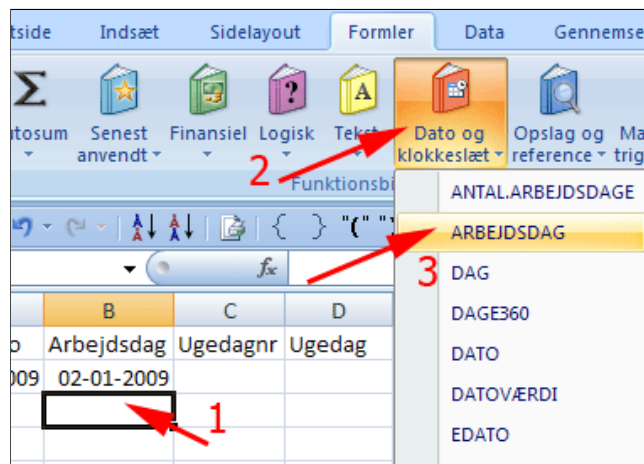 tside Indsæt Sidelayout Formler Data Gennemse
Σ ? A
utosum Senest anvendt Finansiel Logisk Tekst Dato og klokkeslæt Opslag og reference Ma trig
2
Funktionsbi
ANTAL.ARBEJDSDAGE
{ } "("
ARBEJDSDAG
fx
3
DAG
B C D
DAGE360
o Arbejdsdag Ugedagnr Ugedag
DATO
009 02-01-2009
DATOVÆRDI
1
EDATO